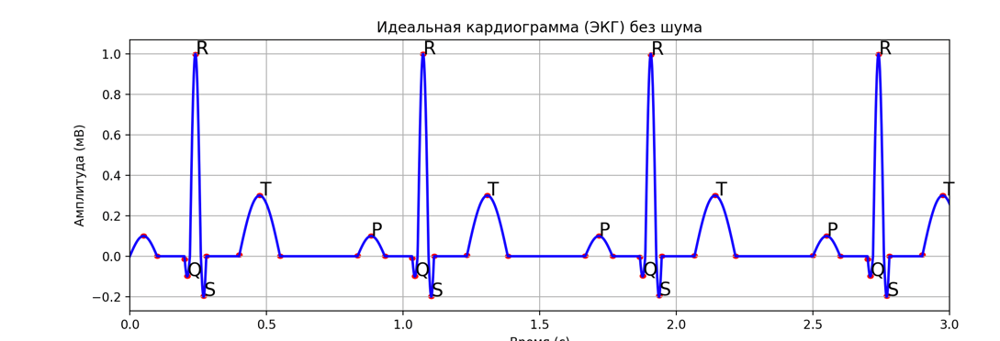 Идеальная кардиограмма (ЭКГ) без шума
R R R R
1.0
0.8
0.6
0.4
T T T T
0.2
P P P
0.0
Q Q Q Q
S S S S
−0.2
Амплитуда (мВ)
0.0 0.5 1.0 1.5 2.0 2.5 3.0
Время (с)